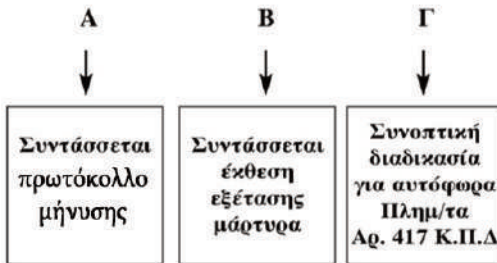 Α
Β
Γ
Συντάσσεται
πρωτόκολλο
μήνυσης
Συντάσσεται
έκθεση
εξέτασης
μάρτυρα
Συνοπτική
διαδικασία
για αυτόφωρα
Πλημ/τα
Αρ. 417 Κ.Π.Δ